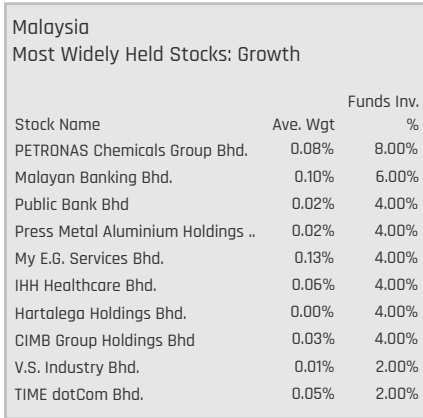 Malaysia
Most Widely Held Stocks: Growth
Funds Inv.
Stock Name Ave. Wgt %
PETRONAS Chemicals Group Bhd. 0.08% 8.00%
Malayan Banking Bhd. 0.10% 6.00%
Public Bank Bhd 0.02% 4.00%
Press Metal Aluminium Holdings .. 0.02% 4.00%
My E.G. Services Bhd. 0.13% 4.00%
IHH Healthcare Bhd. 0.06% 4.00%
Hartalega Holdings Bhd. 0.00% 4.00%
CIMB Group Holdings Bhd 0.03% 4.00%
V.S. Industry Bhd. 0.01% 2.00%
TIME dotCom Bhd. 0.05% 2.00%